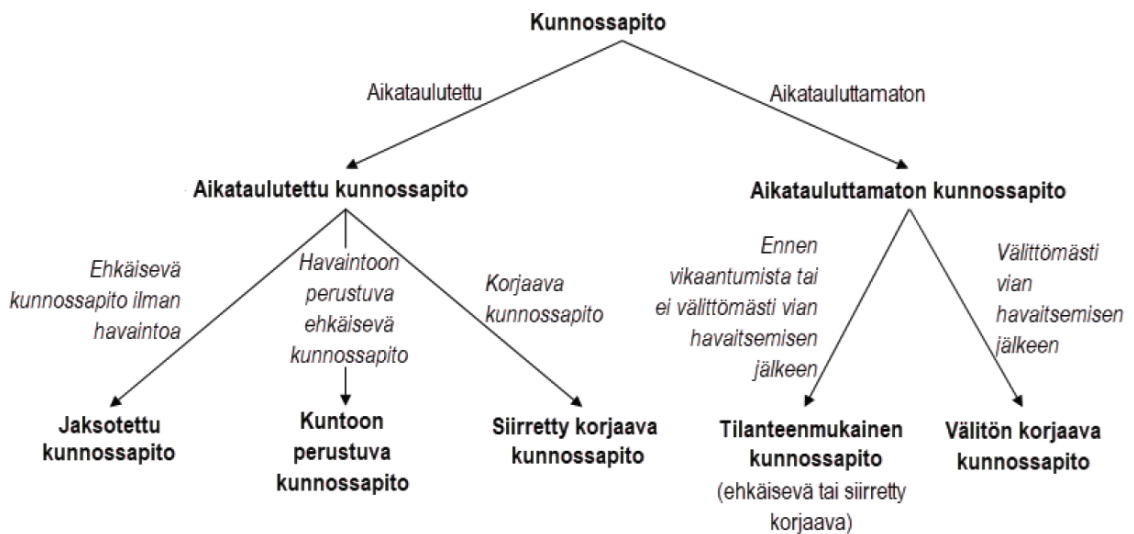 Kunnossapito
Aikataulutettu
Aikatauluttamaton
Aikataulutettu kunnossapito
Aikatauluttamaton kunnossapito
Ehkäisevä
kunnossapito ilman
havaintoa
Havaintoon
perustuva
ehkäisevä
kunnossapito
Korjaava
kunnossapito
Ennen
vikaantumista tai
ei välittömästi vian
havaitsemisen
jälkeen
Välittömästi
vian
havaitsemisen
jälkeen
Jaksotettu
kunnossapito
Kuntoon
perustuva
kunnossapito
Siirretty korjaava
kunnossapito
Tilanteenmukainen
kunnossapito
(ehkäisevä tai siirretty
korjaava)
Välitön korjaava
kunnossapito